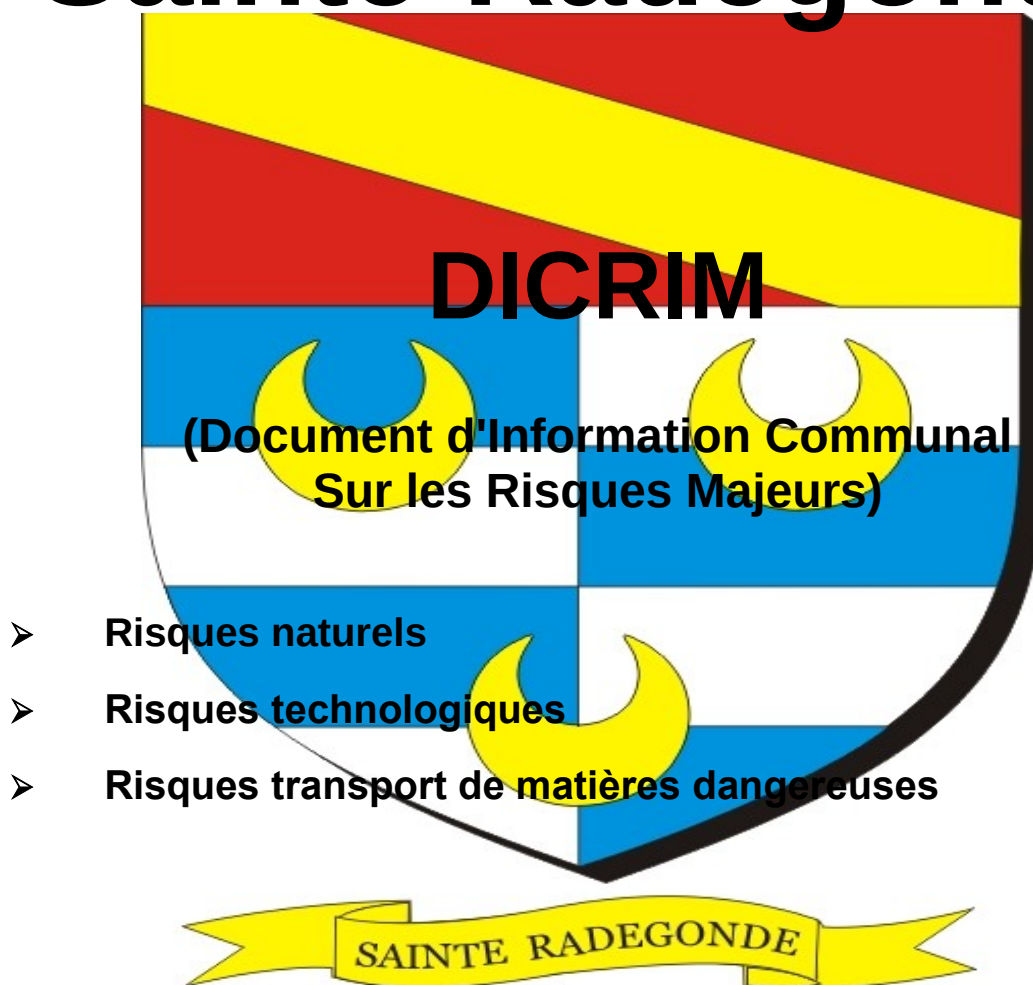 DICRIM
(Document d'Information Communal
Sur les Risques Majeurs)
➢ Risques naturels
➢ Risques technologiques
➢ Risques transport de matières dangereuses
SAINTE RADEGONDE